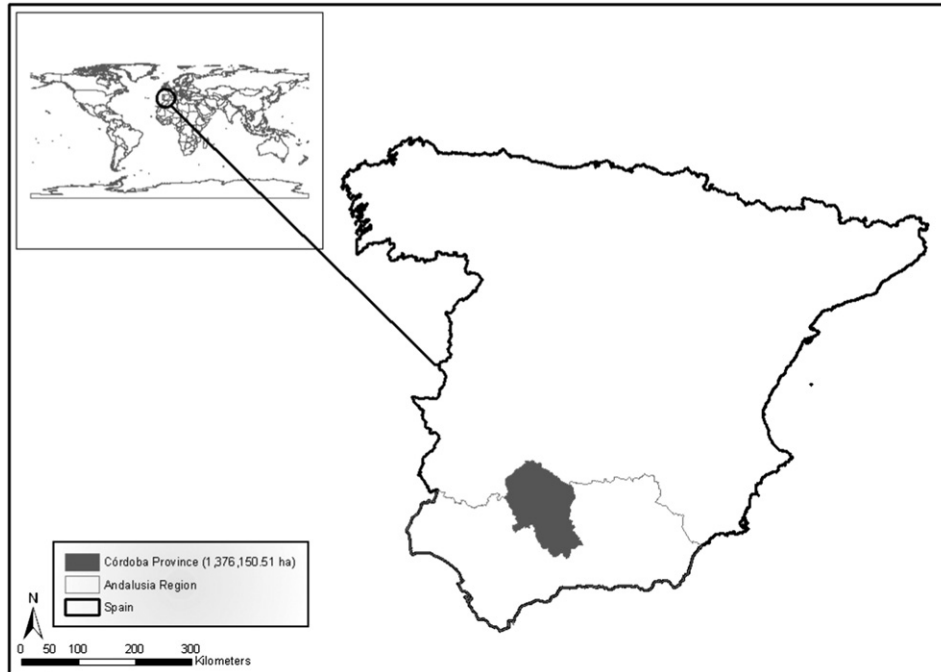 Córdoba Province (1,376,150.51 ha)
Andalusia Region
Spain
N
0 50 100 200 300
Kilometers